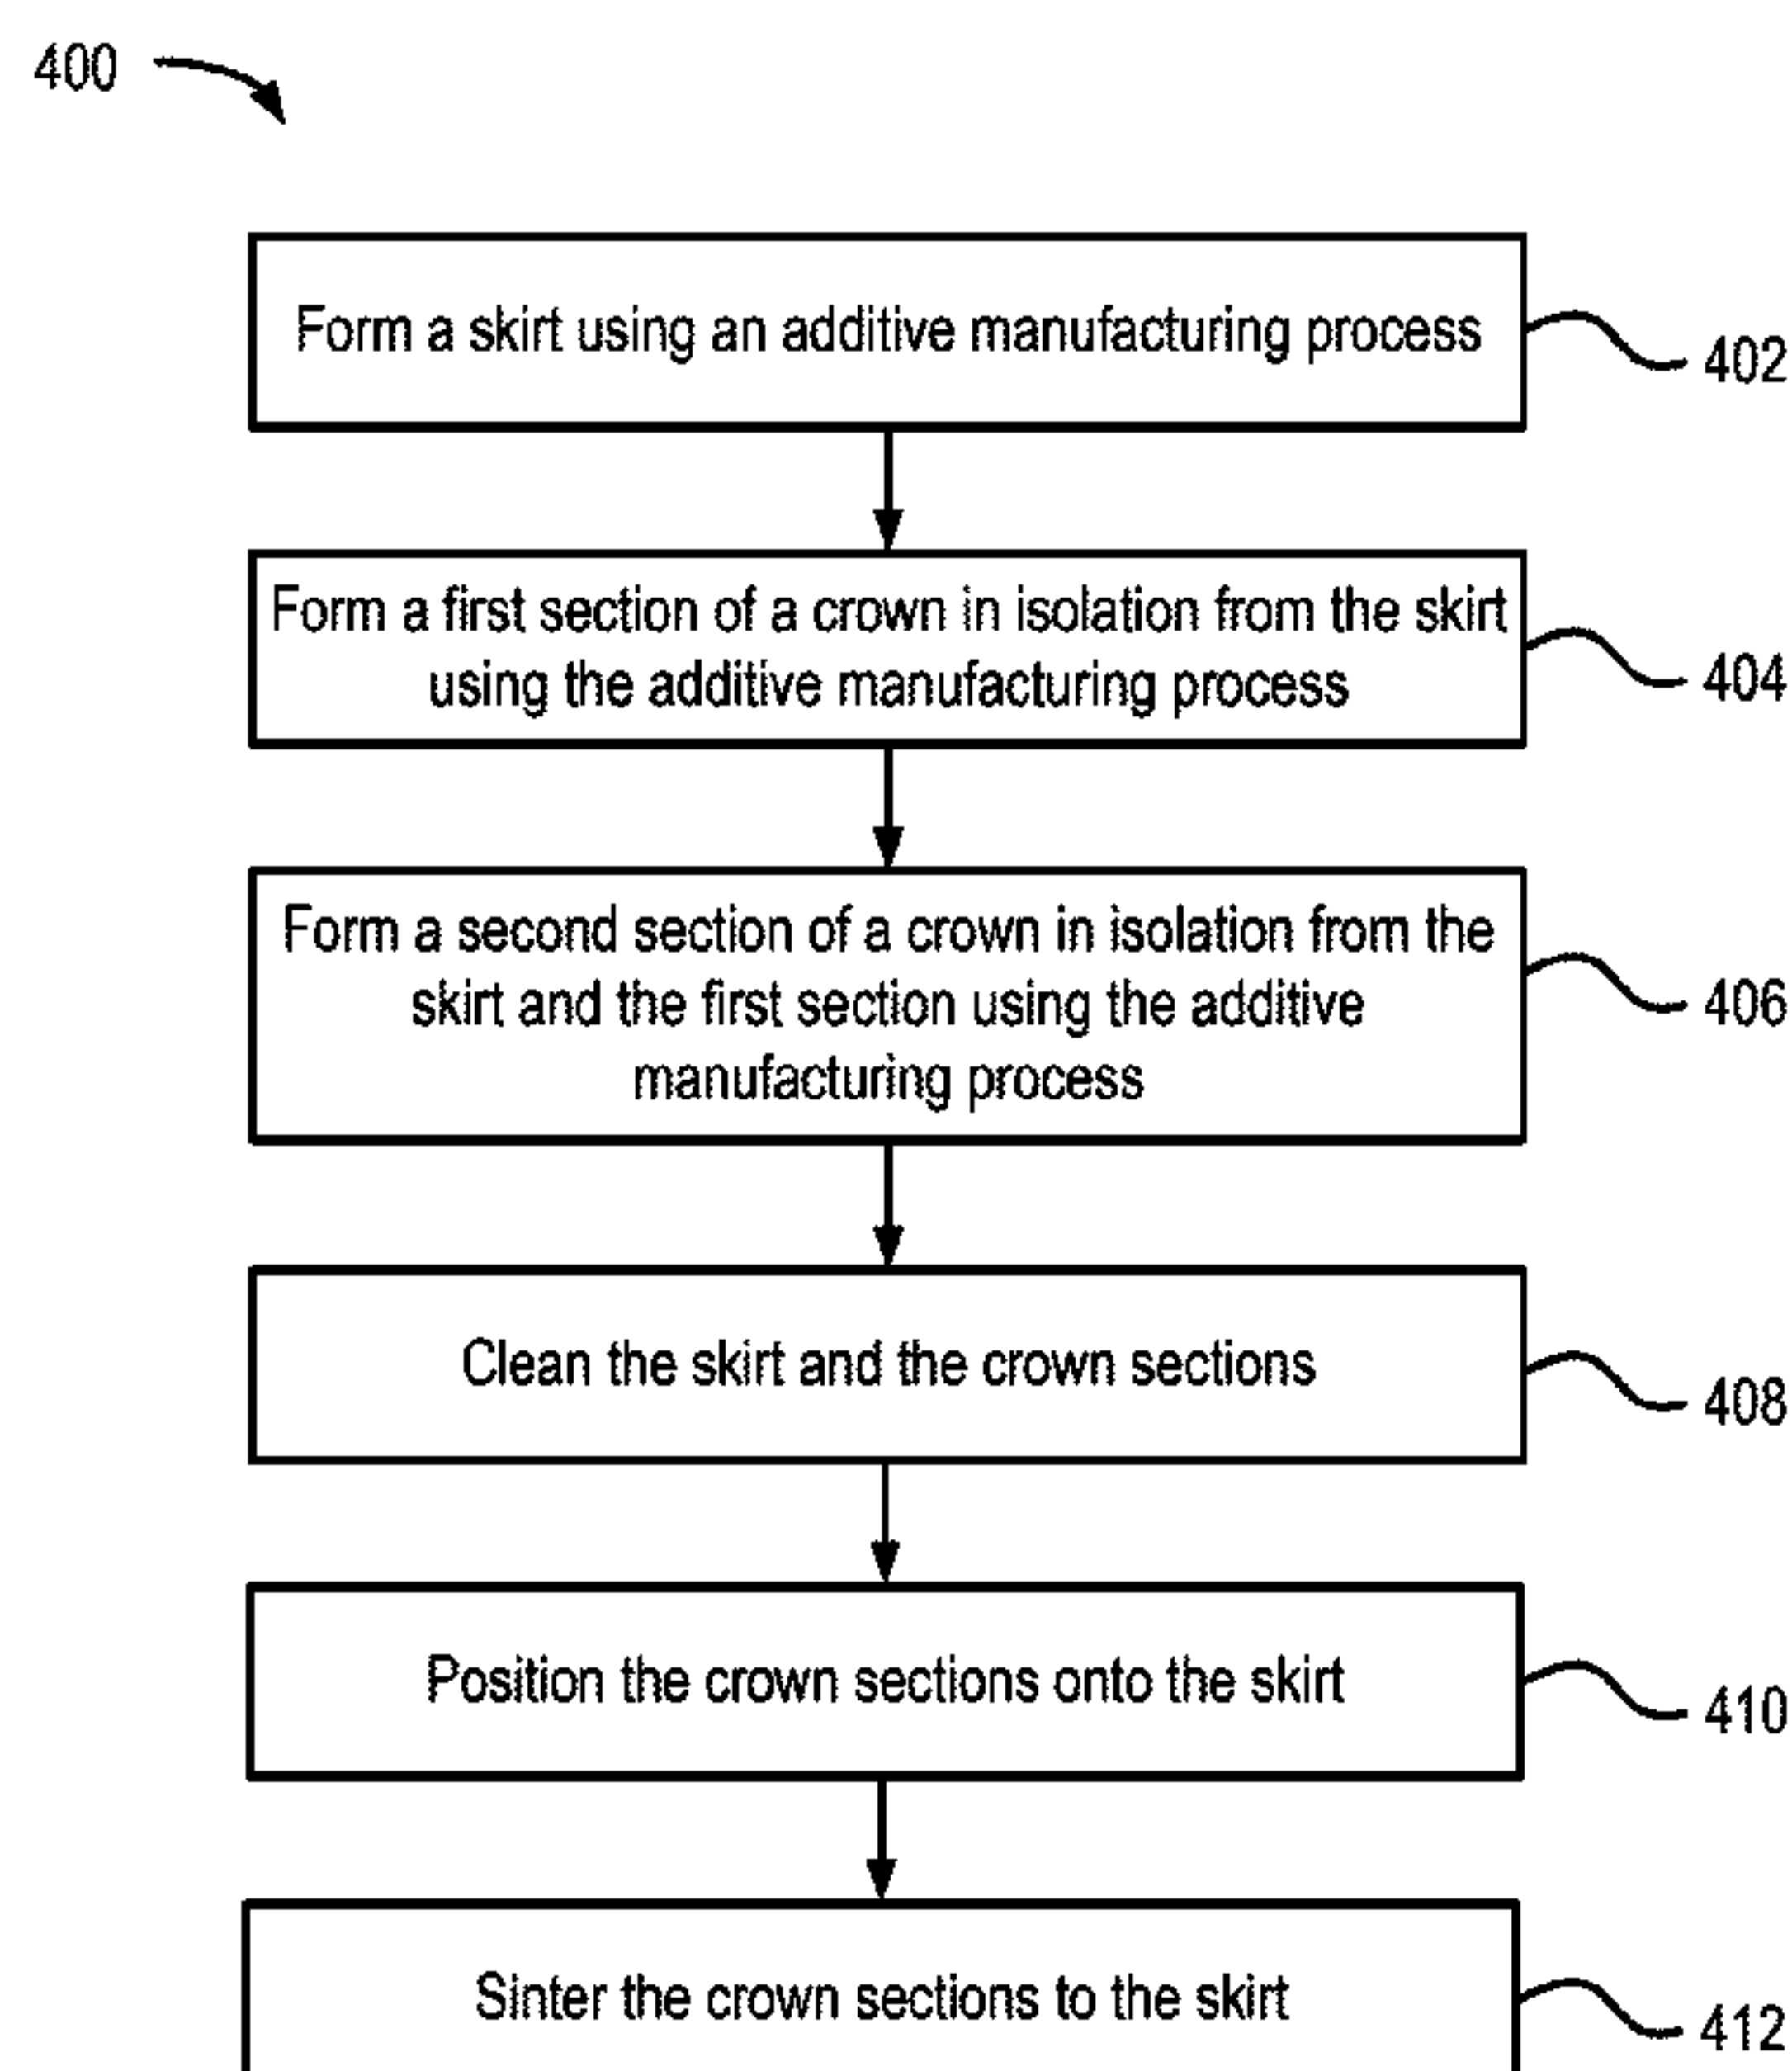 400
Form a skirt using an additive manufacturing process
402
Form a first section of a crown in isolation from the skirt
using the additive manufacturing process
404
Form a second section of a crown in isolation from the
skirt and the first section using the additive
manufacturing process
406
Clean the skirt and the crown sections
408
Position the crown sections onto the skirt
410
Sinter the crown sections to the skirt
412